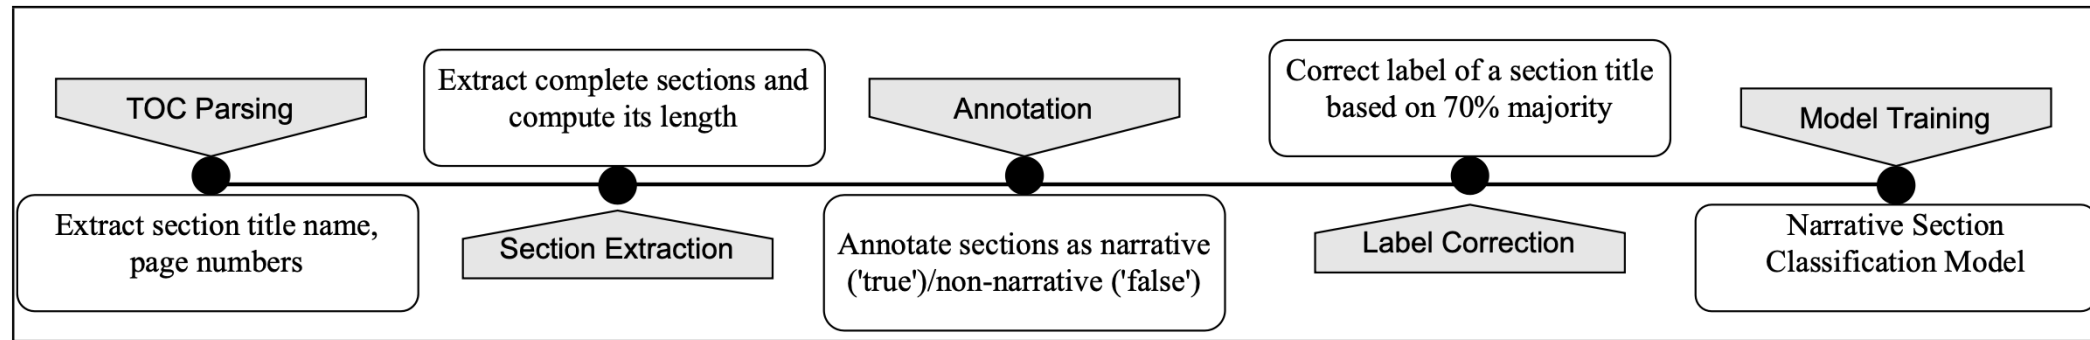 TOC Parsing
Extract section title name,
page numbers
Extract complete sections and
compute its length
Section Extraction
Annotation
Annotate sections as narrative
('true')/non-narrative ('false')
Correct label of a section title
based on 70% majority
Label Correction
Model Training
Narrative Section
Classification Model